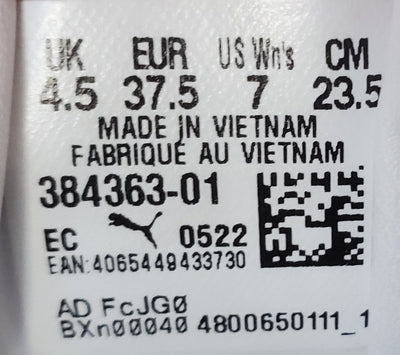 UK EUR US Wn's CM
4.5 37.5 7 23.5
MADE IN VIETNAM
FABRIQUÉ AU VIETNAM
384363-01
EC 0522
EAN:4065449433730
AD FcJG0
BXn00040 4800650111_1